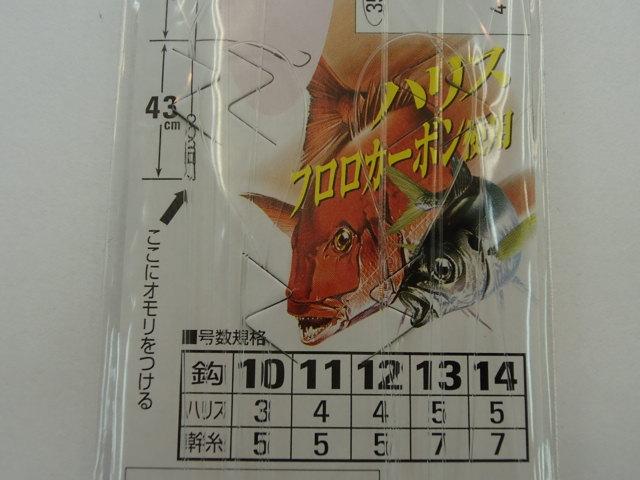 35
4
43
cm
ハリス
フロロカーボン使用
ここにオモリをつける
■号数規格
鈎 10 11 12 13 14
ハリス 3 4 4 5 5
幹糸 5 5 5 7 7